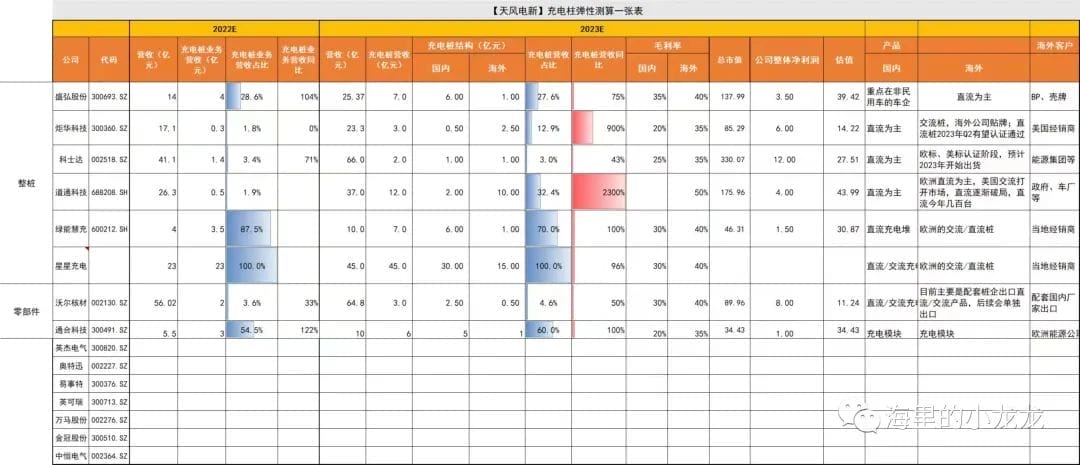 【天风电新】充电柱弹性测算一张表
2022E 2023E
公司 代码 营收(亿元) 充电桩业务营收(亿元) 充电桩业务营收占比 充电桩业务营收同比 营收(亿元) 充电桩营收(亿元) 充电桩结构(亿元) 充电桩营收占比 充电桩营收同比 毛利率 总市值 公司整体净利润 估值 产品 海外客户
国内 海外 国内 海外 国内 海外
整桩
盛弘股份 300693.SZ 14 4 28.6% 104% 25.37 7.0 6.00 1.00 27.6% 75% 35% 40% 137.99 3.50 39.42 重点在非民用车的车企 直流为主 BP、壳牌
炬华科技 300360.SZ 17.1 0.3 1.8% 0% 23.3 3.0 0.50 2.50 12.9% 900% 20% 35% 85.29 6.00 14.22 直流为主 交流桩，海外公司贴牌；直流桩2023年Q2有望认证通过 美国经销商
科士达 002518.SZ 41.1 1.4 3.4% 71% 66.0 2.0 1.00 1.00 3.0% 43% 25% 35% 330.07 12.00 27.51 直流为主 欧标、美标认证阶段，预计2023年开始出货 能源集团等
道通科技 688208.SH 26.3 0.5 1.9% 37.0 12.0 2.00 10.00 32.4% 2300% 50% 175.96 4.00 43.99 直流为主 欧洲直流为主，美国交流打开市场，直流逐渐破局，直流今年几百台 政府、车厂等
绿能慧充 600212.SH 4 3.5 87.5% 10.0 7.0 6.00 1.00 70.0% 100% 30% 40% 46.31 1.50 30.87 直流充电堆 欧洲的交流/直流桩 当地经销商
星星充电 23 23 100.0% 45.0 45.0 30.00 15.00 100.0% 96% 30% 40% 直流/交流充电 欧洲的交流/直流桩 当地经销商
零部件
沃尔核材 002130.SZ 56.02 2 3.6% 33% 64.8 3.0 2.50 0.50 4.6% 50% 30% 40% 89.96 8.00 11.24 直流/交流充电 目前主要是配套桩企出口直流/交流产品，后续会单独出口 配套国内厂家出口
通合科技 300491.SZ 5.5 3 54.5% 122% 10 6 5 1 60.0% 100% 20% 35% 34.43 1.00 34.43 充电模块 充电模块 欧洲能源公
英杰电气 300820.SZ
奥特迅 002227.SZ
易事特 300376.SZ
英可瑞 300713.SZ
万马股份 002276.SZ
金冠股份 300510.SZ
中恒电气 002364.SZ
海里的小龙龙